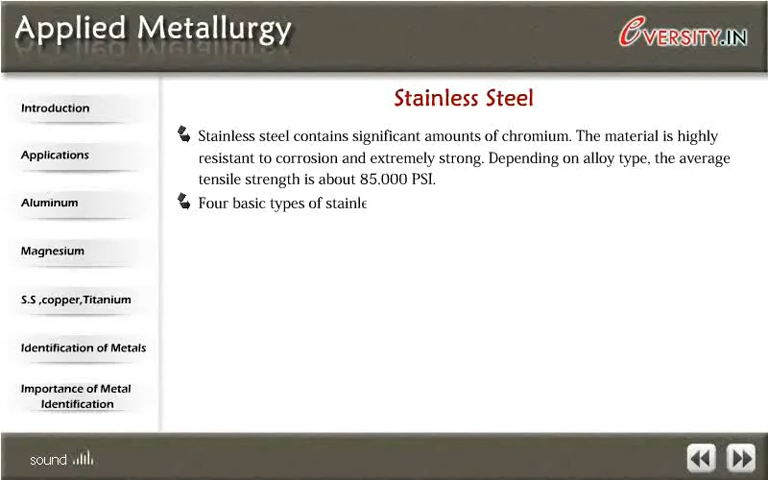 Applied Metallurgy
eVERSITY.IN
Introduction
Applications
Aluminum
Magnesium
S.S ,copper,Titanium
Identification of Metals
Importance of Metal
Identification
Stainless Steel
Stainless steel contains significant amounts of chromium. The material is highly
resistant to corrosion and extremely strong. Depending on alloy type, the average
tensile strength is about 85,000 PSI.
Four basic types of stainle
sound